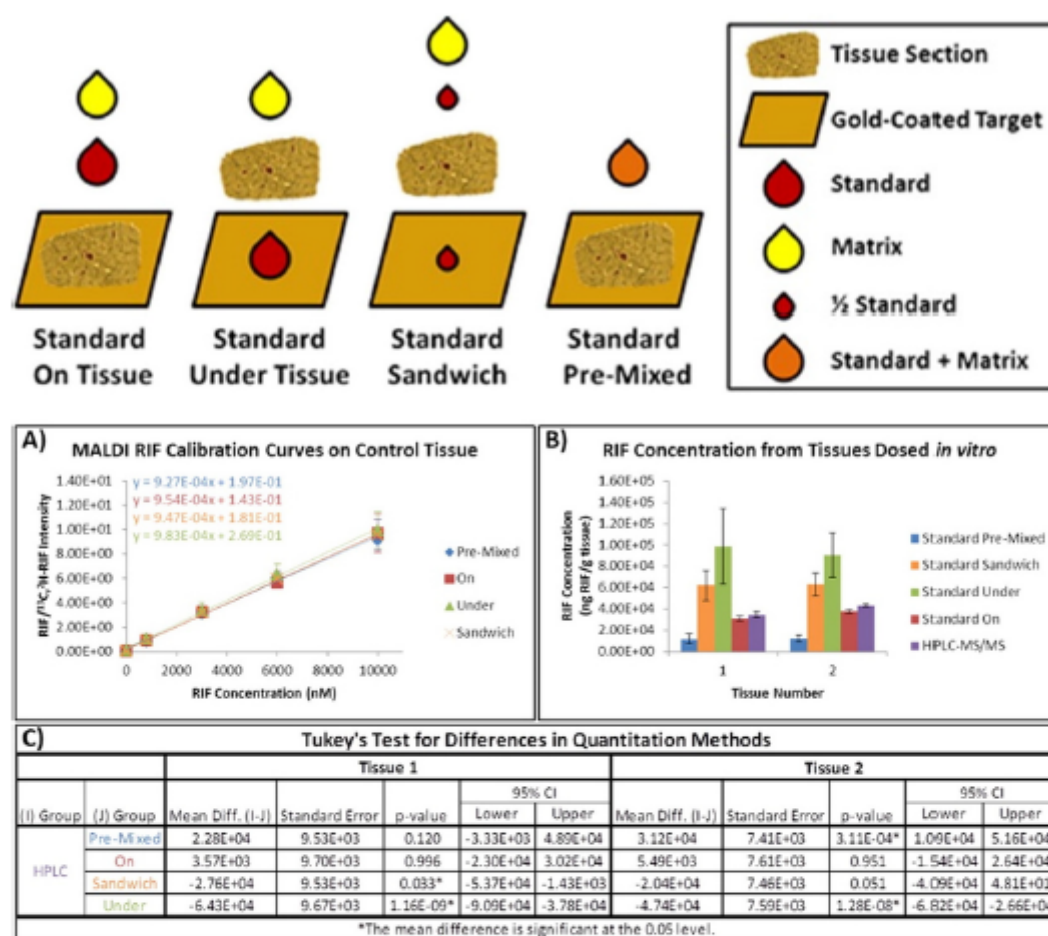 Tissue Section
Gold-Coated Target
Standard
Matrix
½ Standard
Standard + Matrix
Standard
On Tissue
Standard
Under Tissue
Standard
Sandwich
Standard
Pre-Mixed
A) MALDI RIF Calibration Curves on Control Tissue
y = 9.27E-04x + 1.97E-01
y = 9.54E-04x + 1.43E-01
y = 9.47E-04x + 1.81E-01
y = 9.83E-04x + 2.69E-01
1.40E+01
1.20E+01
1.00E+01
8.00E+00
6.00E+00
4.00E+00
2.00E+00
0.00E+00
RIF/¹³C,²H-RIF Intensity
0 2000 4000 6000 8000 10000
RIF Concentration (nM)
Pre-Mixed
On
Under
Sandwich
B) RIF Concentration from Tissues Dosed in vitro
1.60E+05
1.40E+05
1.20E+05
1.00E+05
8.00E+04
6.00E+04
4.00E+04
2.00E+04
0.00E+00
RIF Concentration
(ng RIF/g tissue)
1 2
Tissue Number
Standard Pre-Mixed
Standard Sandwich
Standard Under
Standard On
HPLC-MS/MS
C) Tukey's Test for Differences in Quantitation Methods
Tissue 1 Tissue 2
95% CI 95% CI
(I) Group (J) Group Mean Diff. (I-J) Standard Error p-value Lower Upper Mean Diff. (I-J) Standard Error p-value Lower Upper
HPLC
Pre-Mixed 2.28E+04 9.53E+03 0.120 -3.33E+03 4.89E+04 3.12E+04 7.41E+03 3.11E-04* 1.09E+04 5.16E+04
On 3.57E+03 9.70E+03 0.996 -2.30E+04 3.02E+04 5.49E+03 7.61E+03 0.951 -1.54E+04 2.64E+04
Sandwich -2.76E+04 9.53E+03 0.033* -5.37E+04 -1.43E+03 -2.04E+04 7.46E+03 0.051 -4.09E+04 4.81E+01
Under -6.43E+04 9.67E+03 1.16E-09* -9.09E+04 -3.78E+04 -4.74E+04 7.59E+03 1.28E-08* -6.82E+04 -2.66E+04
*The mean difference is significant at the 0.05 level.